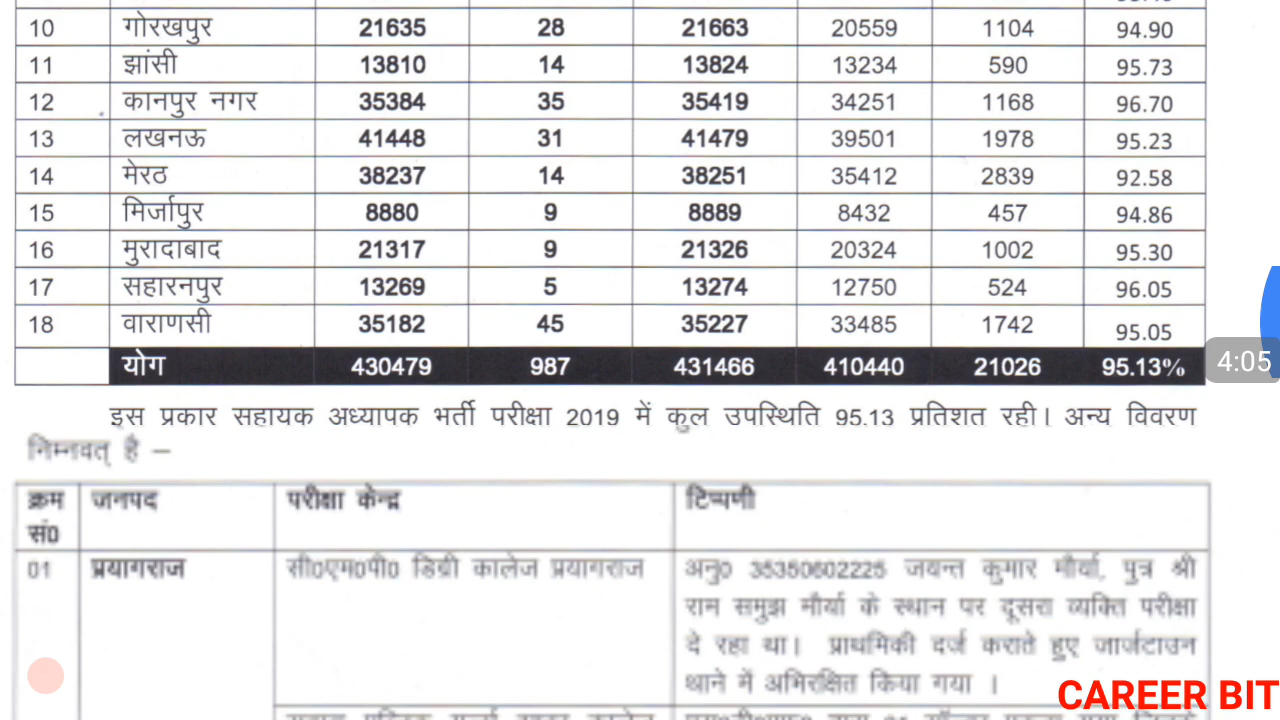 10 गोरखपुर 21635 28 21663 20559 1104 94.90
11 झांसी 13810 14 13824 13234 590 95.73
12 कानपुर नगर 35384 35 35419 34251 1168 96.70
13 लखनऊ 41448 31 41479 39501 1978 95.23
14 मेरठ 38237 14 38251 35412 2839 92.58
15 मिर्जापुर 8880 9 8889 8432 457 94.86
16 मुरादाबाद 21317 9 21326 20324 1002 95.30
17 सहारनपुर 13269 5 13274 12750 524 96.05
18 वाराणसी 35182 45 35227 33485 1742 95.05
योग 430479 987 431466 410440 21026 95.13%
4:05
इस प्रकार सहायक अध्यापक भर्ती परीक्षा 2019 में कुल उपस्थिति 95.13 प्रतिशत रही। अन्य विवरण
निम्नवत् है –
क्रम जनपद परीक्षा केन्द्र टिप्पणी
सं0
01 प्रयागराज सी0एम0पी0 डिग्री कालेज प्रयागराज अनु0 35350602225 जयन्त कुमार मौर्या, पुत्र श्री
राम समुझ मौर्या के स्थान पर दूसरा व्यक्ति परीक्षा
दे रहा था। प्राथमिकी दर्ज कराते हुए जार्जटाउन
थाने में अभिरक्षित किया गया ।
CAREER BIT